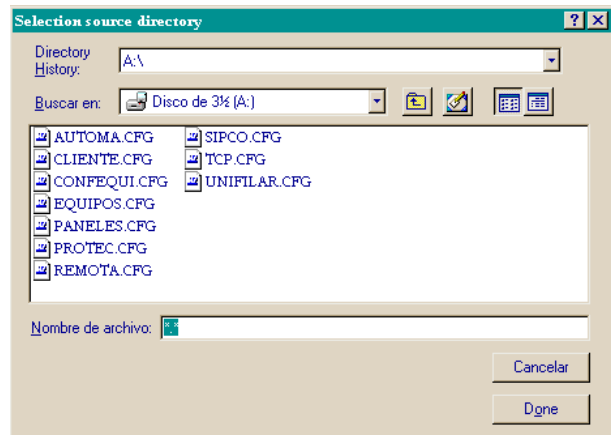 Selection source directory
Directory History: A:\
Buscar en: Disco de 3½ (A:)
AUTOMA.CFG SIPCO.CFG
CLIENTE.CFG TCP.CFG
CONFEQUI.CFG UNIFILAR.CFG
EQUIPOS.CFG
PANELES.CFG
PROTEC.CFG
REMOTA.CFG
Nombre de archivo: *.*
Cancelar
Done